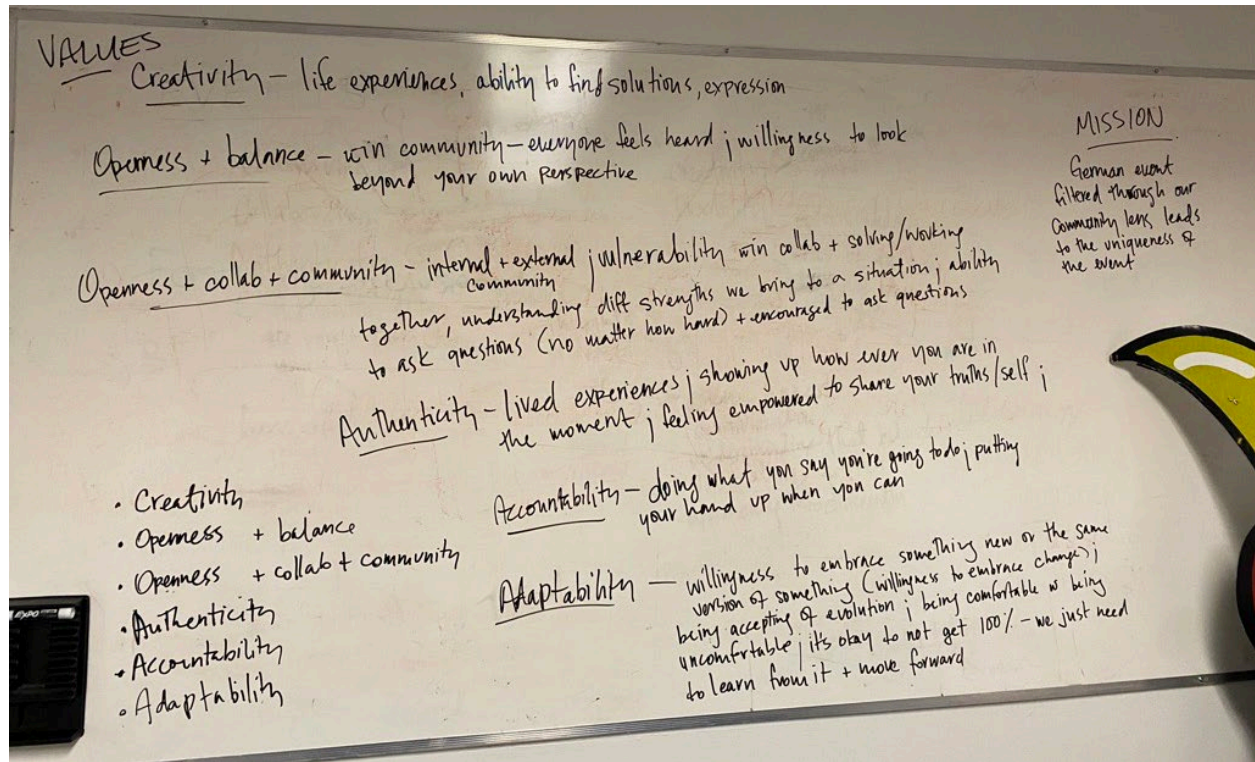 VALUES
Creativity – life experiences, ability to find solutions, expression
Openness + balance – w/in community – everyone feels heard ; willingness to look
beyond your own perspective
Openness + collab + community – internal + external ; vulnerability w/in collab + solving/working
community
together, understanding diff strengths we bring to a situation ; ability
to ask questions (no matter how hard) + encouraged to ask questions
Authenticity – lived experiences ; showing up how ever you are in
the moment ; feeling empowered to share your truths/self ;
Accountability – doing what you say you're going to do ; putting
your hand up when you can
Adaptability – willingness to embrace something new or the same
version of something (willingness to embrace change) ;
being accepting of evolution ; being comfortable w being
uncomfrtable ; it's okay to not get 100% – we just need
to learn from it + move forward
• Creativity
• Openness + balance
• Openness + collab + community
• Authenticity
• Accountability
• Adaptability
MISSION
German event
filtered through our
community lens leads
to the uniqueness of
the event
EXPO